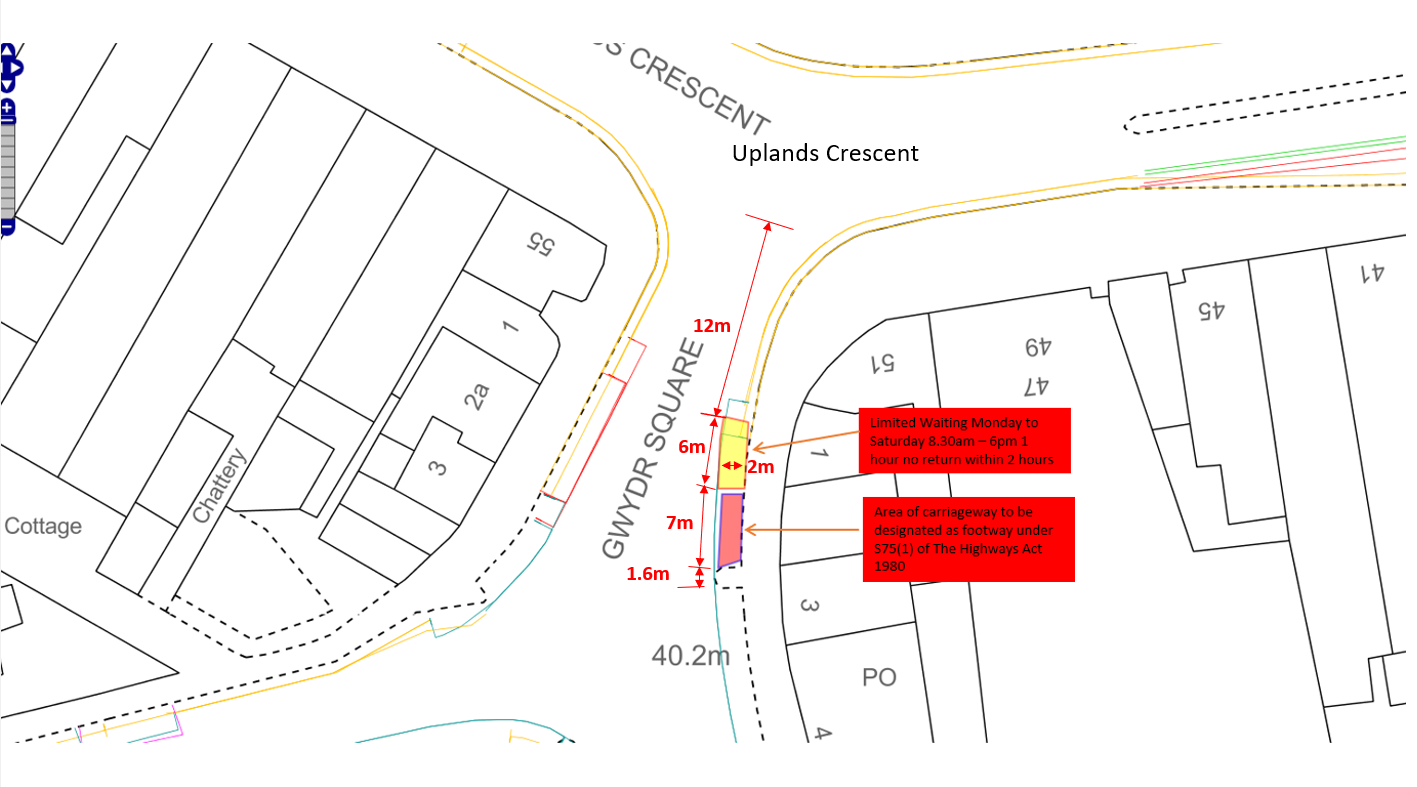 CRESCENT
Uplands Crescent
55
1
2a
3
Chattery
Cottage
12m
GWYDR SQUARE
6m
2m
7m
1.6m
40.2m
51
49
47
45
41
1
3
PO
4
Limited Waiting Monday to
Saturday 8.30am – 6pm 1
hour no return within 2 hours
Area of carriageway to be
designated as footway under
S75(1) of The Highways Act
1980